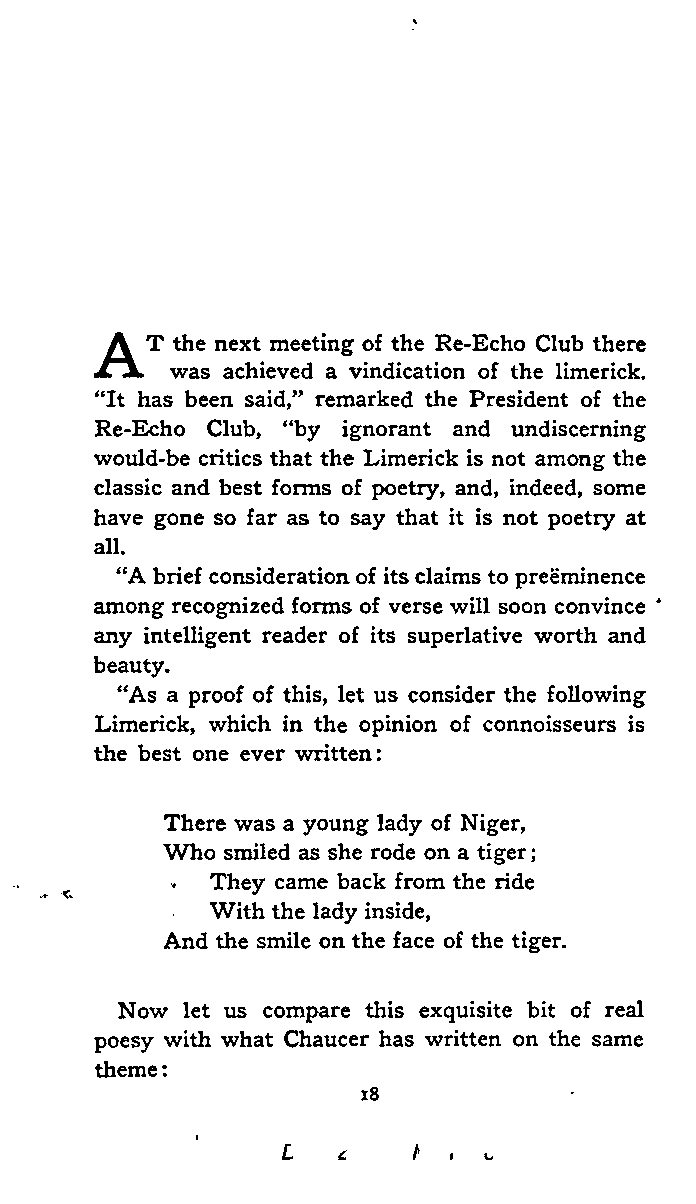 AT the next meeting of the Re-Echo Club there
was achieved a vindication of the limerick.
“It has been said,” remarked the President of the
Re-Echo Club, “by ignorant and undiscerning
would-be critics that the Limerick is not among the
classic and best forms of poetry, and, indeed, some
have gone so far as to say that it is not poetry at
all.
“A brief consideration of its claims to preëminence
among recognized forms of verse will soon convince
any intelligent reader of its superlative worth and
beauty.
“As a proof of this, let us consider the following
Limerick, which in the opinion of connoisseurs is
the best one ever written:
There was a young lady of Niger,
Who smiled as she rode on a tiger;
They came back from the ride
With the lady inside,
And the smile on the face of the tiger.
Now let us compare this exquisite bit of real
poesy with what Chaucer has written on the same
theme:
18